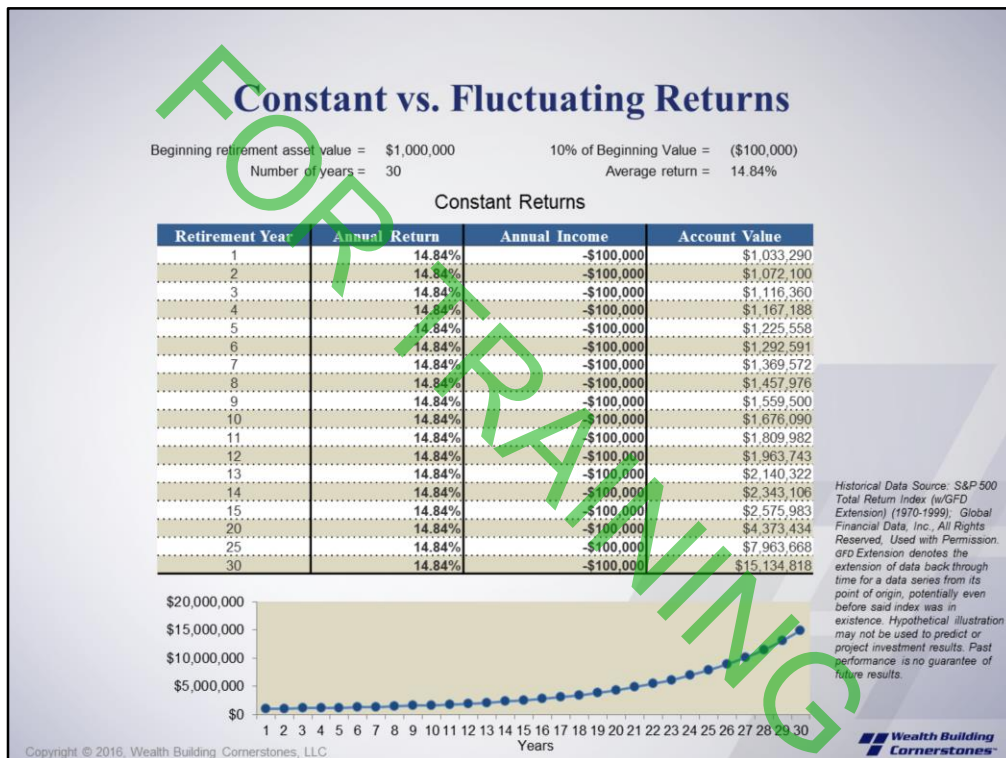 Constant vs. Fluctuating Returns
Beginning retirement asset value = $1,000,000 10% of Beginning Value = ($100,000)
Number of years = 30 Average return = 14.84%
Constant Returns
Retirement Year Annual Return Annual Income Account Value
1 14.84% -$100,000 $1,033,290
2 14.84% -$100,000 $1,072,100
3 14.84% -$100,000 $1,116,360
4 14.84% -$100,000 $1,167,188
5 14.84% -$100,000 $1,225,558
6 14.84% -$100,000 $1,292,591
7 14.84% -$100,000 $1,369,572
8 14.84% -$100,000 $1,457,976
9 14.84% -$100,000 $1,559,500
10 14.84% -$100,000 $1,676,090
11 14.84% -$100,000 $1,809,982
12 14.84% -$100,000 $1,963,743
13 14.84% -$100,000 $2,140,322
14 14.84% -$100,000 $2,343,106
15 14.84% -$100,000 $2,575,983
20 14.84% -$100,000 $4,373,434
25 14.84% -$100,000 $7,963,668
30 14.84% -$100,000 $15,134,818
Historical Data Source: S&P 500
Total Return Index (w/GFD
Extension) (1970-1999); Global
Financial Data, Inc., All Rights
Reserved, Used with Permission.
GFD Extension denotes the
extension of data back through
time for a data series from its
point of origin, potentially even
before said index was in
existence. Hypothetical illustration
may not be used to predict or
project investment results. Past
performance is no guarantee of
future results.
$20,000,000
$15,000,000
$10,000,000
$5,000,000
$0
1 2 3 4 5 6 7 8 9 10 11 12 13 14 15 16 17 18 19 20 21 22 23 24 25 26 27 28 29 30
Years
Copyright © 2016, Wealth Building Cornerstones, LLC
Wealth Building
Cornerstones
FOR TRAINING